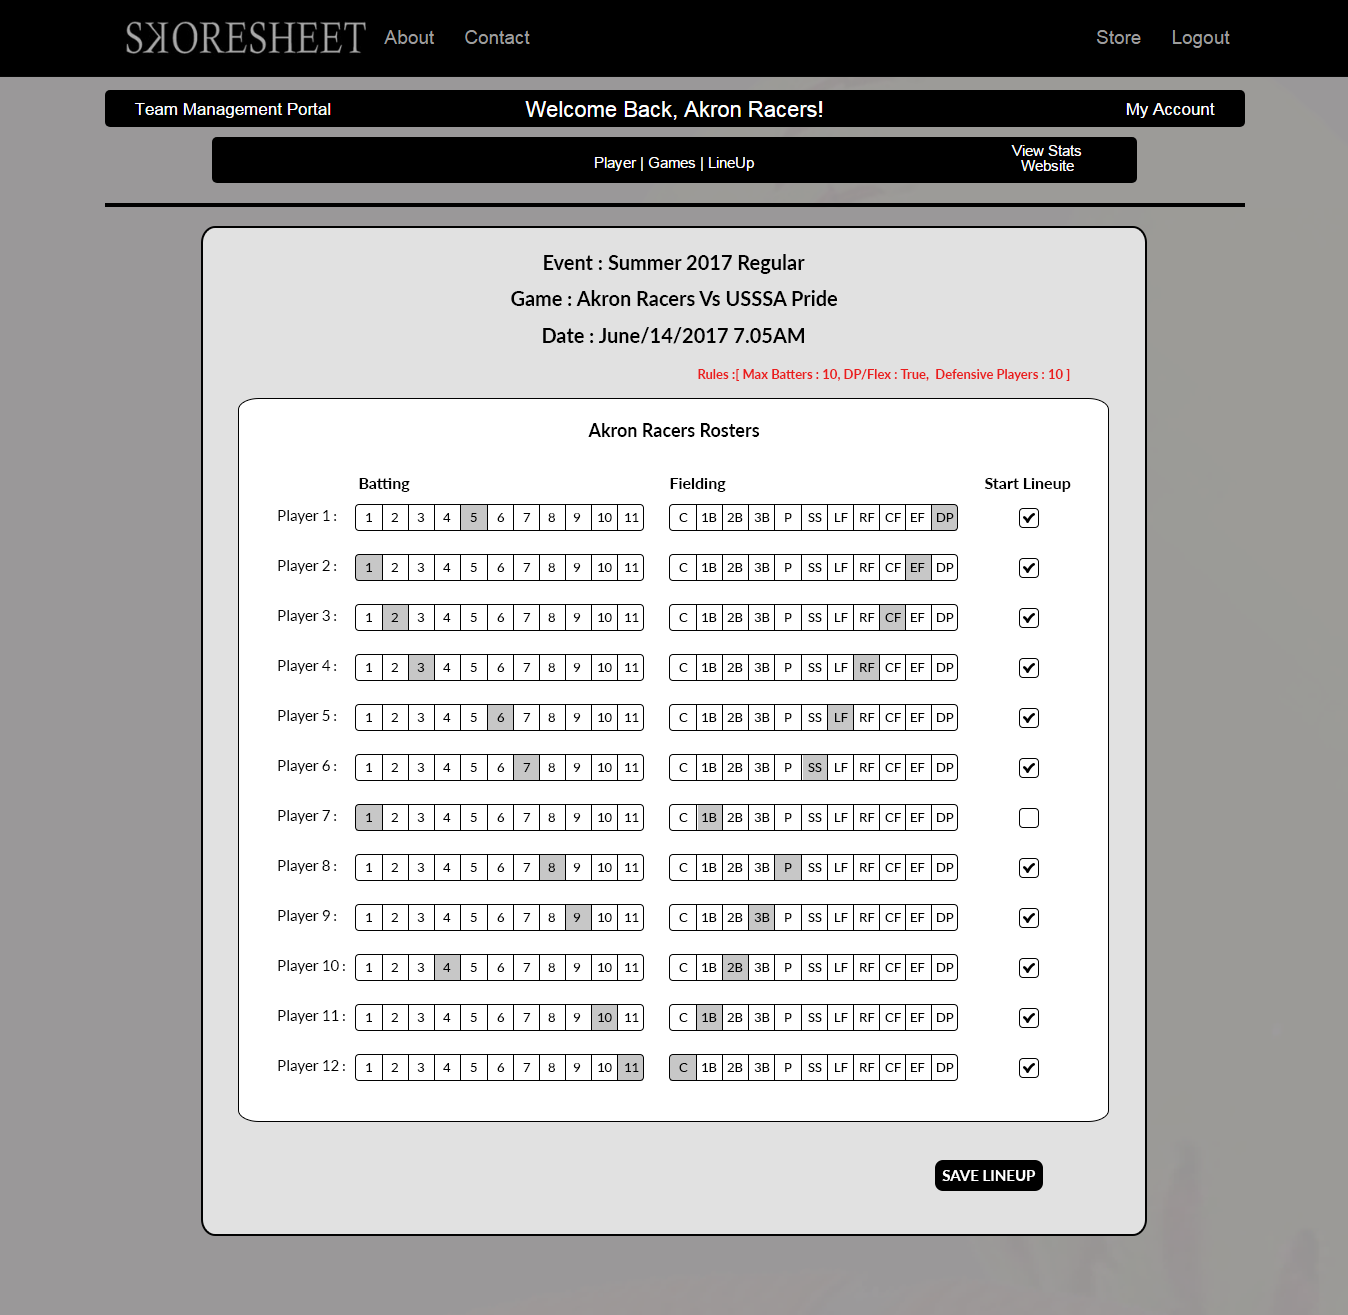 SKORESHEET About Contact Store Logout
Team Management Portal Welcome Back, Akron Racers! My Account
Player | Games | LineUp View Stats
Website
Event : Summer 2017 Regular
Game : Akron Racers Vs USSSA Pride
Date : June/14/2017 7.05AM
Rules :[ Max Batters : 10, DP/Flex : True, Defensive Players : 10 ]
Akron Racers Rosters
Batting Fielding Start Lineup
Player 1 : 1 2 3 4 5 6 7 8 9 10 11 C 1B 2B 3B P SS LF RF CF EF DP
Player 2 : 1 2 3 4 5 6 7 8 9 10 11 C 1B 2B 3B P SS LF RF CF EF DP
Player 3 : 1 2 3 4 5 6 7 8 9 10 11 C 1B 2B 3B P SS LF RF CF EF DP
Player 4 : 1 2 3 4 5 6 7 8 9 10 11 C 1B 2B 3B P SS LF RF CF EF DP
Player 5 : 1 2 3 4 5 6 7 8 9 10 11 C 1B 2B 3B P SS LF RF CF EF DP
Player 6 : 1 2 3 4 5 6 7 8 9 10 11 C 1B 2B 3B P SS LF RF CF EF DP
Player 7 : 1 2 3 4 5 6 7 8 9 10 11 C 1B 2B 3B P SS LF RF CF EF DP
Player 8 : 1 2 3 4 5 6 7 8 9 10 11 C 1B 2B 3B P SS LF RF CF EF DP
Player 9 : 1 2 3 4 5 6 7 8 9 10 11 C 1B 2B 3B P SS LF RF CF EF DP
Player 10 : 1 2 3 4 5 6 7 8 9 10 11 C 1B 2B 3B P SS LF RF CF EF DP
Player 11 : 1 2 3 4 5 6 7 8 9 10 11 C 1B 2B 3B P SS LF RF CF EF DP
Player 12 : 1 2 3 4 5 6 7 8 9 10 11 C 1B 2B 3B P SS LF RF CF EF DP
SAVE LINEUP